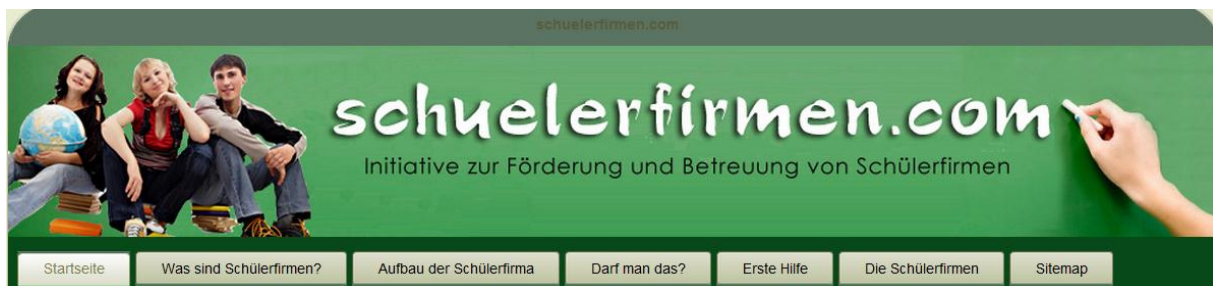 schuelerfirmen.com
schuelerfirmen.com
Initiative zur Förderung und Betreuung von Schülerfirmen
Startseite Was sind Schülerfirmen? Aufbau der Schülerfirma Darf man das? Erste Hilfe Die Schülerfirmen Sitemap